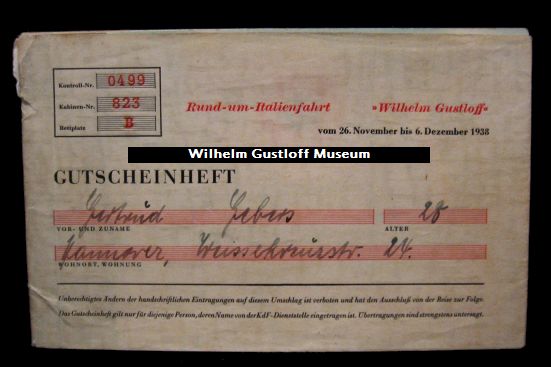 Kontroll-Nr. 0499
Kabinen-Nr. 823
Bettplatz B
Rund-um-Italienfahrt »Wilhelm Gustloff«
vom 26. November bis 6. Dezember 1938
Wilhelm Gustloff Museum
GUTSCHEINHEFT
Gertrud Gebers 28
VOR- UND ZUNAME ALTER
Hannover, Weissekreuzstr. 24.
WOHNORT, WOHNUNG
Unberechtigtes Ändern der handschriftlichen Eintragungen auf diesem Umschlag ist verboten und hat den Ausschluß von der Reise zur Folge.
Das Gutscheinheft gilt nur für diejenige Person, deren Name von der KdF-Dienststelle eingetragen ist. Übertragungen sind strengstens untersagt.